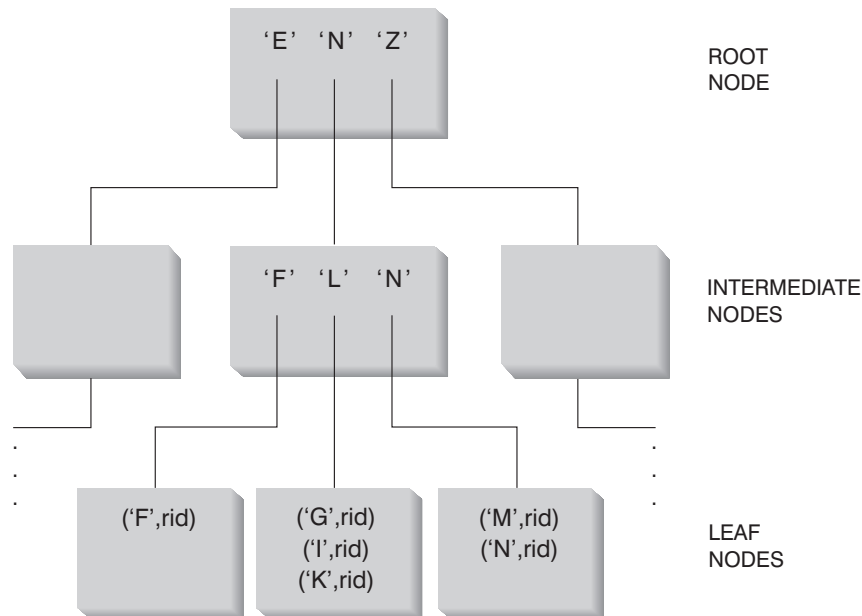 ‘E’ ‘N’ ‘Z’
ROOT
NODE
‘F’ ‘L’ ‘N’
INTERMEDIATE
NODES
(‘F’,rid)
(‘G’,rid)
(‘I’,rid)
(‘K’,rid)
(‘M’,rid)
(‘N’,rid)
LEAF
NODES